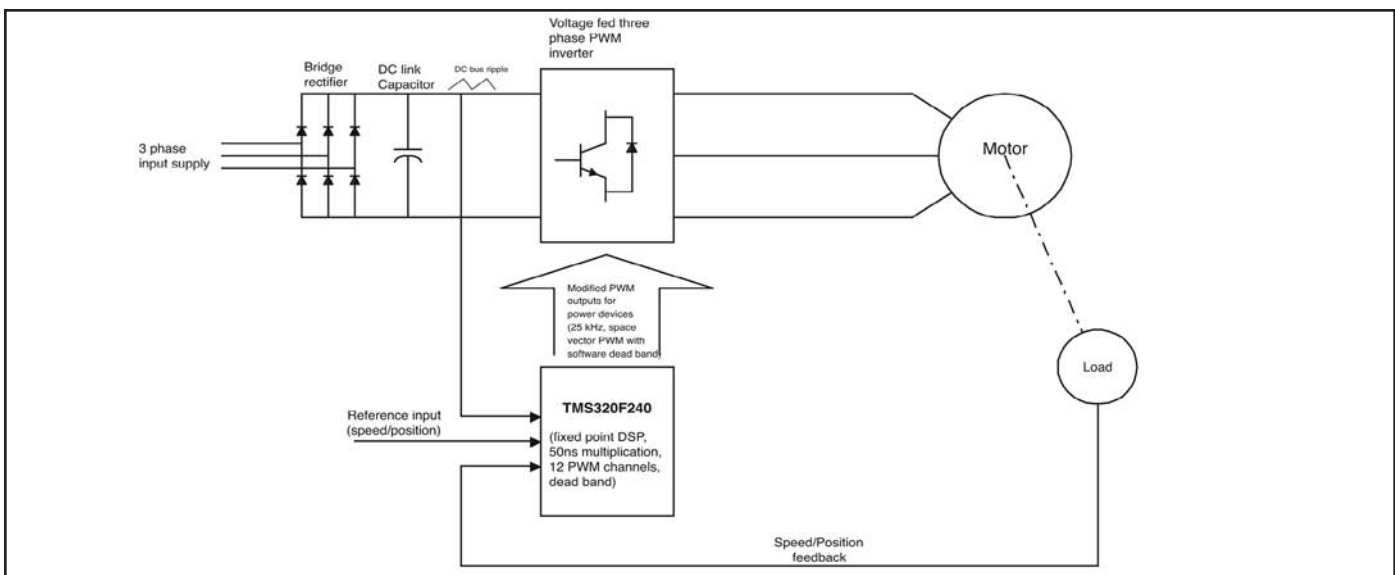 Voltage fed three
phase PWM
inverter
Bridge
rectifier
DC link
Capacitor
DC bus ripple
3 phase
input supply
Motor
Modified PWM
outputs for
power devices
(25 kHz, space
vector PWM with
software dead band)
Load
TMS320F240
(fixed point DSP,
50ns multiplication,
12 PWM channels,
dead band)
Reference input
(speed/position)
Speed/Position
feedback